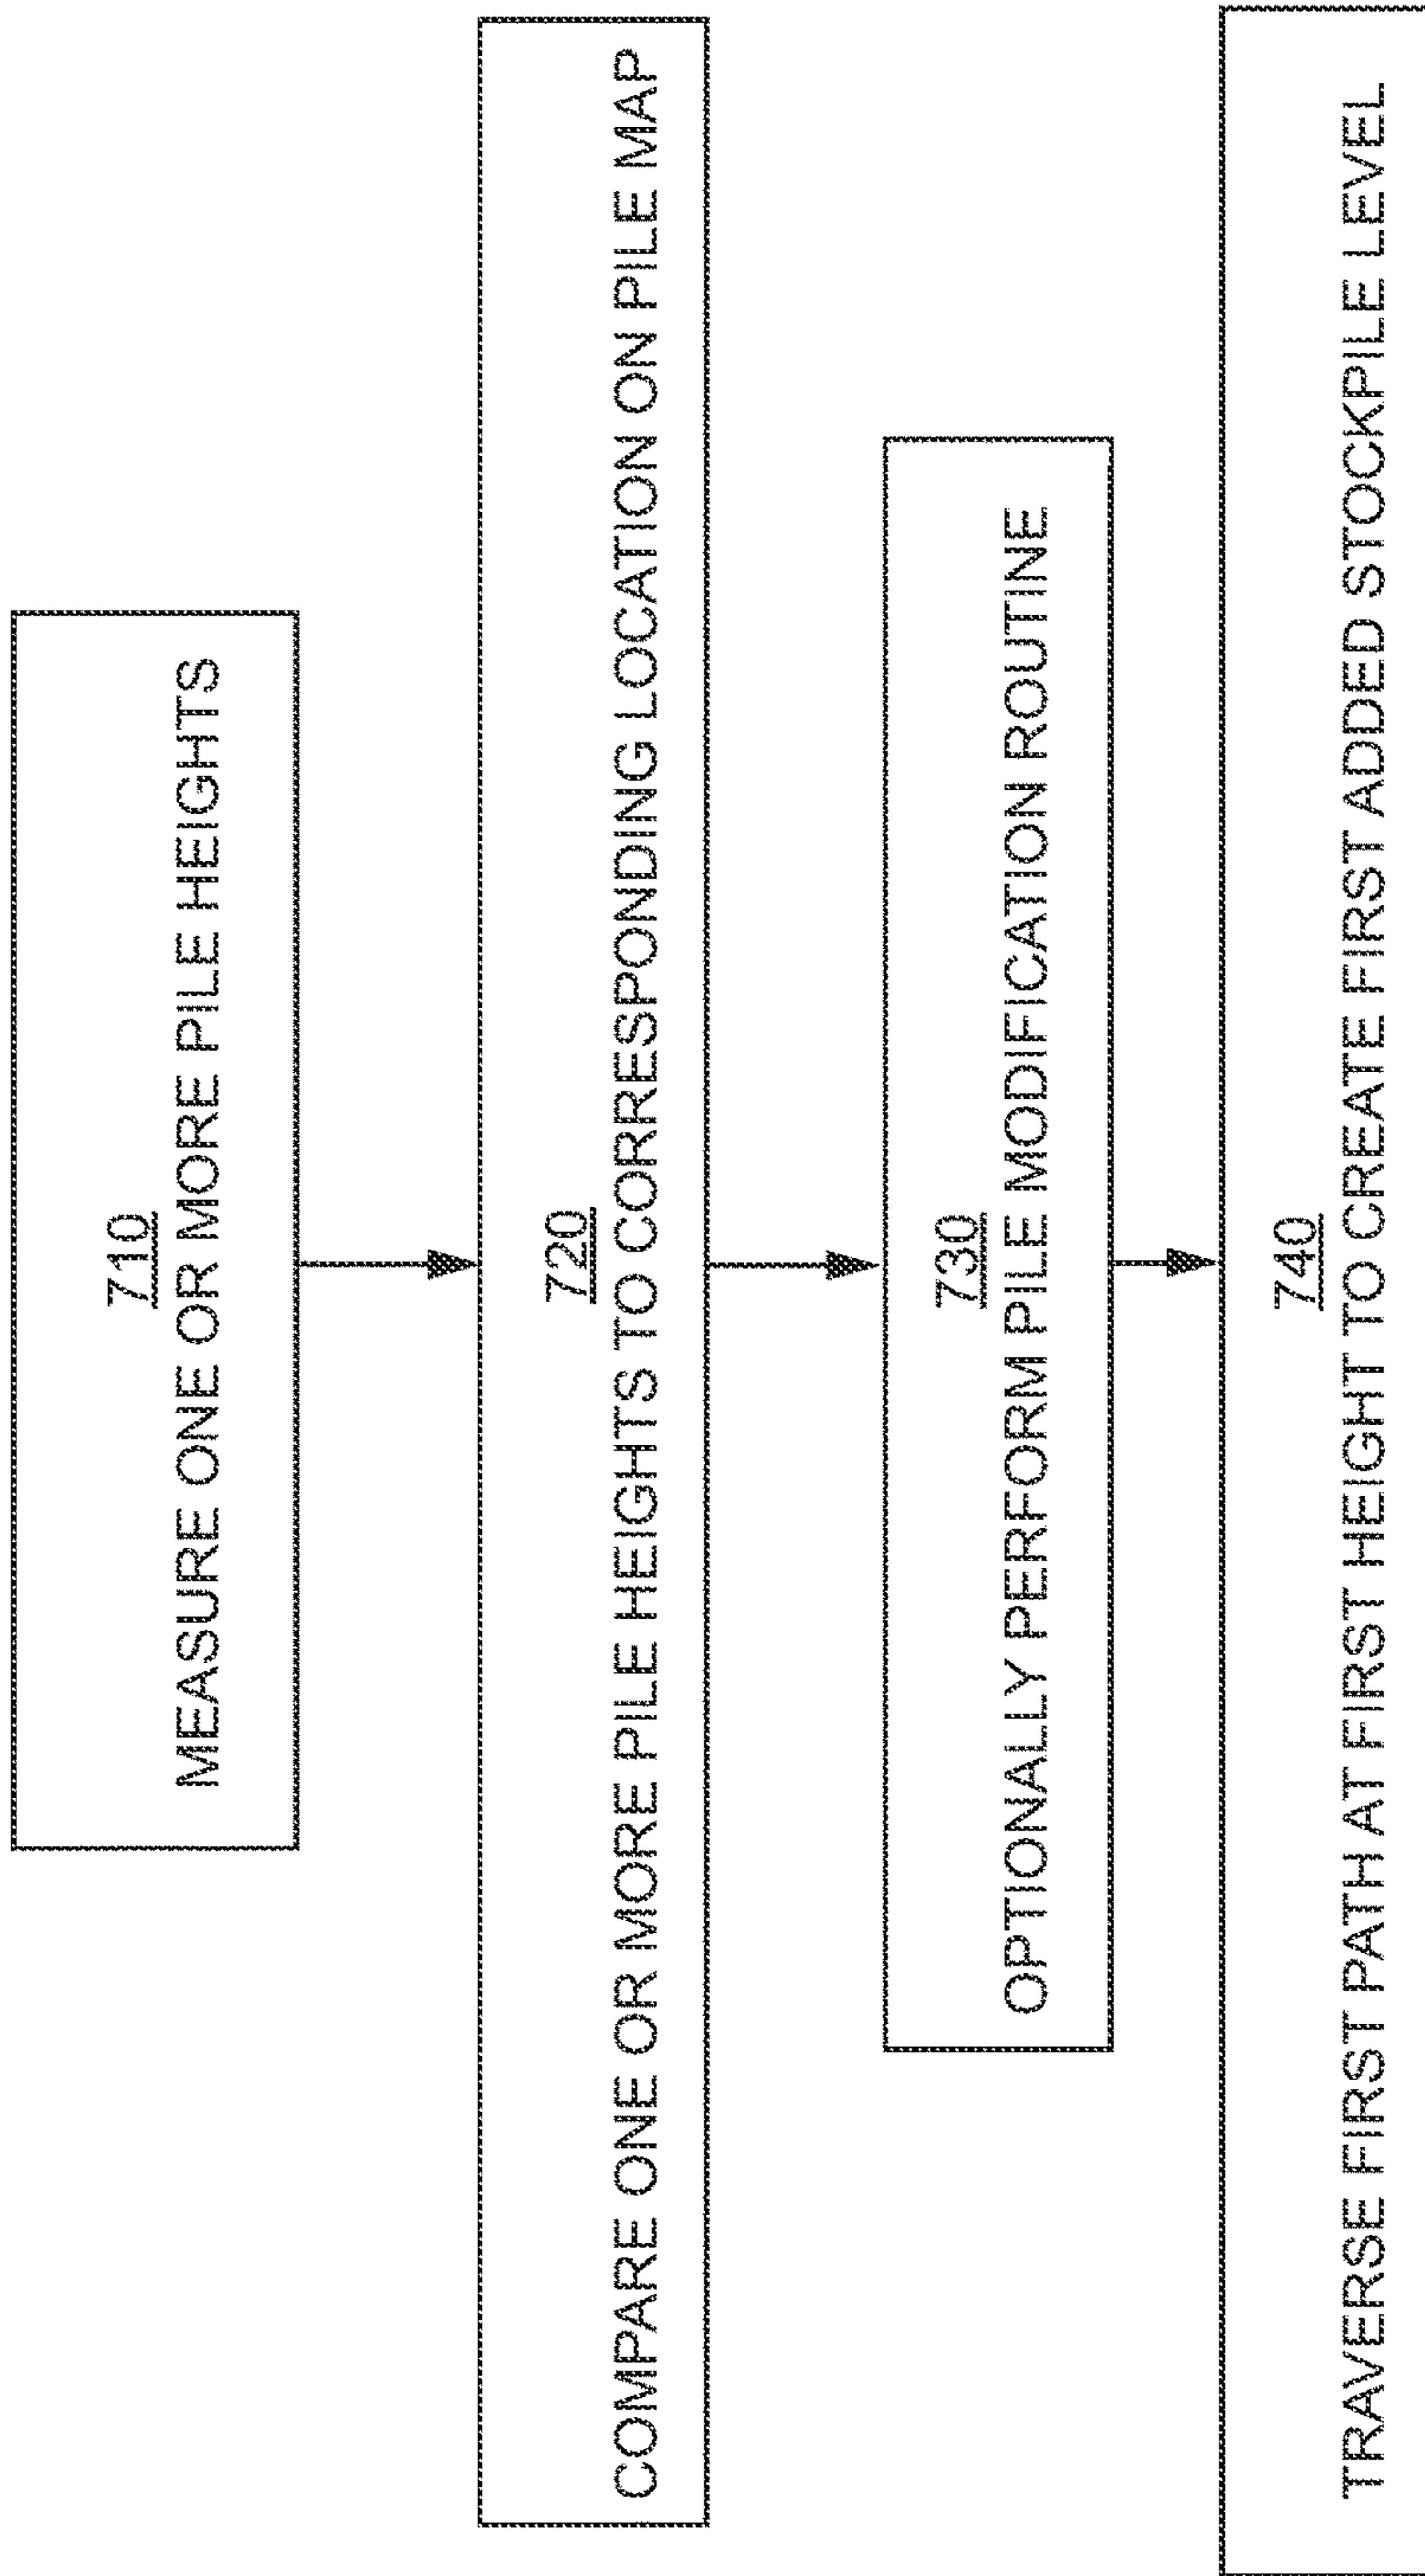 710
MEASURE ONE OR MORE PILE HEIGHTS
720
COMPARE ONE OR MORE PILE HEIGHTS TO CORRESPONDING LOCATION ON PILE MAP
730
OPTIONALLY PERFORM PILE MODIFICATION ROUTINE
740
TRAVERSE FIRST PATH AT FIRST HEIGHT TO CREATE FIRST ADDED STOCKPILE LEVEL